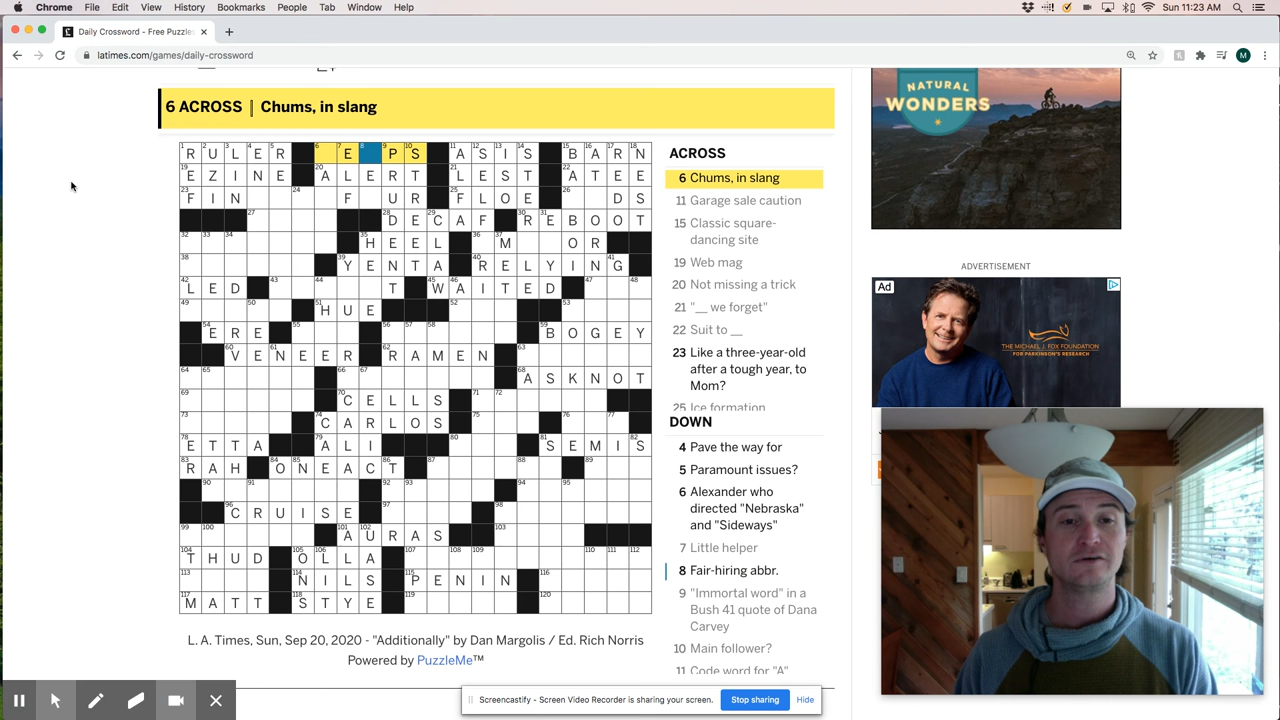 Chrome File Edit View History Bookmarks People Tab Window Help Sun 11:23 AM
Daily Crossword - Free Puzzle
latimes.com/games/daily-crossword M
6 ACROSS | Chums, in slang
NATURAL
WONDERS
R U L E R E P S A S I S B A R N
E Z I N E A L E R T L E S T A T E E
F I N F U R F L O E D S
D E C A F R E B O O T
H E E L M O R
Y E N T A R E L Y I N G
L E D T W A I T E D
H U E
E R E B O G E Y
V E N E E R R A M E N
A S K N O T
C E L L S
C A R L O S
E T T A A L I S E M I S
R A H O N E A C T
C R U I S E
A U R A S
T H U D O L L A
N I L S P E N I N
M A T T S T Y E
ACROSS
6 Chums, in slang
11 Garage sale caution
15 Classic square-
dancing site
19 Web mag
20 Not missing a trick
21 "__ we forget"
22 Suit to __
23 Like a three-year-old
after a tough year, to
Mom?
25 Ice formation
DOWN
4 Pave the way for
5 Paramount issues?
6 Alexander who
directed "Nebraska"
and "Sideways"
7 Little helper
8 Fair-hiring abbr.
9 "Immortal word" in a
Bush 41 quote of Dana
Carvey
10 Main follower?
11 Code word for "A"
ADVERTISEMENT
Ad
THE MICHAEL J. FOX FOUNDATION
FOR PARKINSON'S RESEARCH
L. A. Times, Sun, Sep 20, 2020 - "Additionally" by Dan Margolis / Ed. Rich Norris
Powered by PuzzleMe™
Screencastify - Screen Video Recorder is sharing your screen. Stop sharing Hide